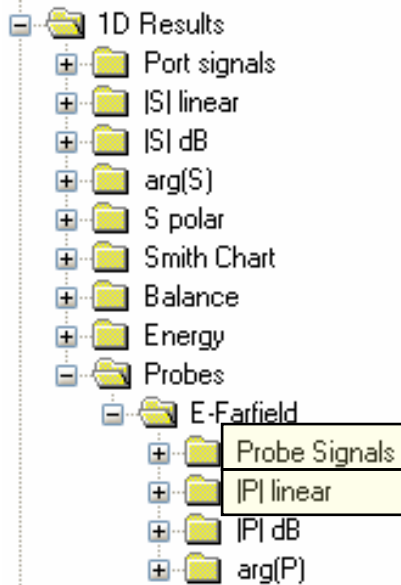 1D Results
Port signals
|S| linear
|S| dB
arg(S)
S polar
Smith Chart
Balance
Energy
Probes
E-Farfield
Probe Signals
|P| linear
|P| dB
arg(P)